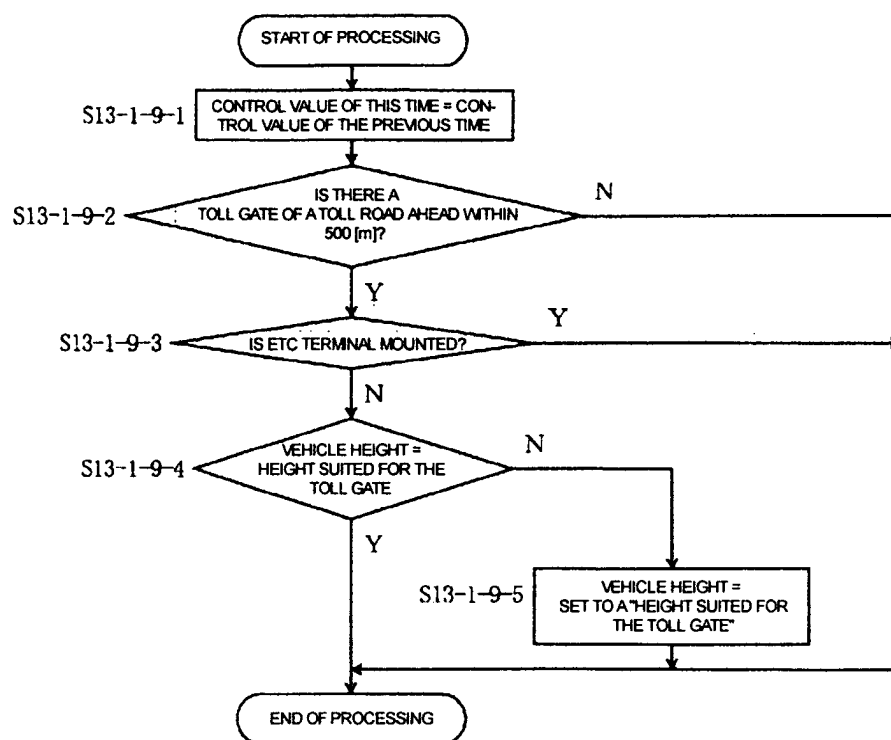 START OF PROCESSING
S13-1-9-1
CONTROL VALUE OF THIS TIME = CON-
TROL VALUE OF THE PREVIOUS TIME
IS THERE A
TOLL GATE OF A TOLL ROAD AHEAD WITHIN
500 [m]?
N
S13-1-9-2
Y
IS ETC TERMINAL MOUNTED?
Y
S13-1-9-3
N
VEHICLE HEIGHT =
HEIGHT SUITED FOR THE
TOLL GATE
N
S13-1-9-4
Y
S13-1-9-5
VEHICLE HEIGHT =
SET TO A "HEIGHT SUITED FOR
THE TOLL GATE"
END OF PROCESSING